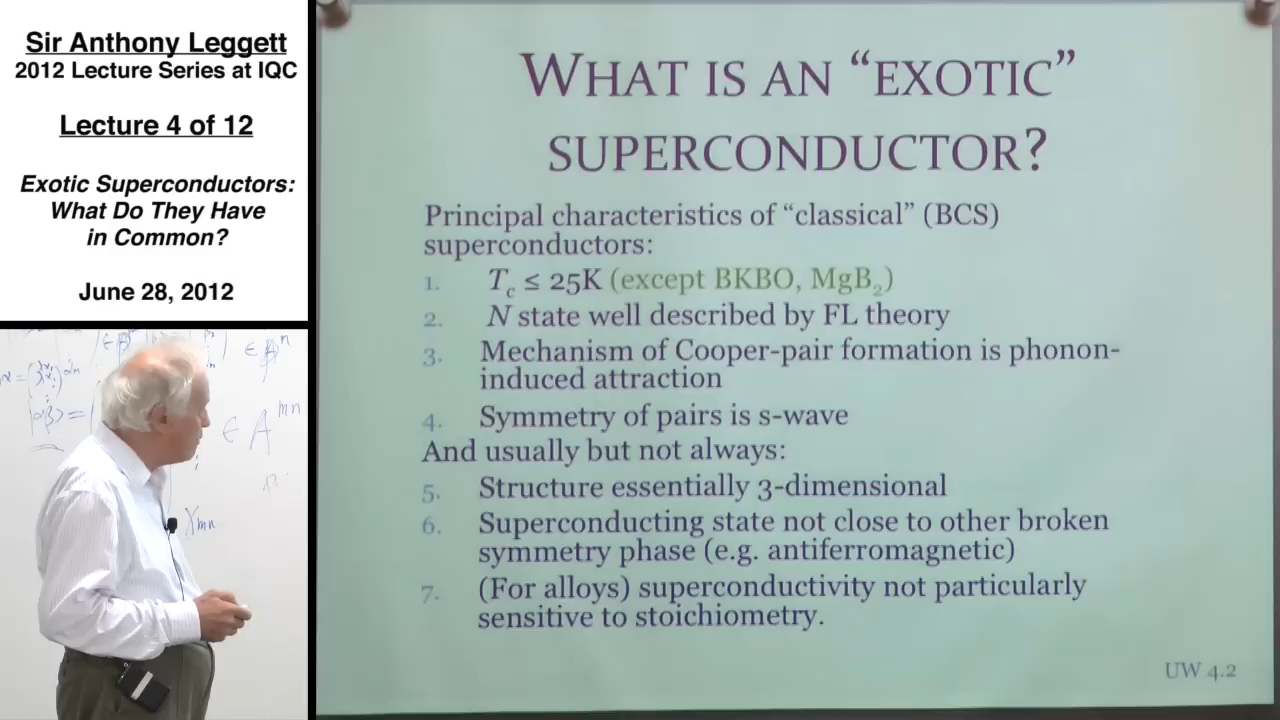 Sir Anthony Leggett
2012 Lecture Series at IQC
Lecture 4 of 12
Exotic Superconductors:
What Do They Have
in Common?
June 28, 2012
WHAT IS AN “EXOTIC”
SUPERCONDUCTOR?
Principal characteristics of “classical” (BCS)
superconductors:
1. Tc ≤ 25K (except BKBO, MgB₂)
2. N state well described by FL theory
3. Mechanism of Cooper-pair formation is phonon-
induced attraction
4. Symmetry of pairs is s-wave
And usually but not always:
5. Structure essentially 3-dimensional
6. Superconducting state not close to other broken
symmetry phase (e.g. antiferromagnetic)
7. (For alloys) superconductivity not particularly
sensitive to stoichiometry.
UW 4.2
∈ A^mn